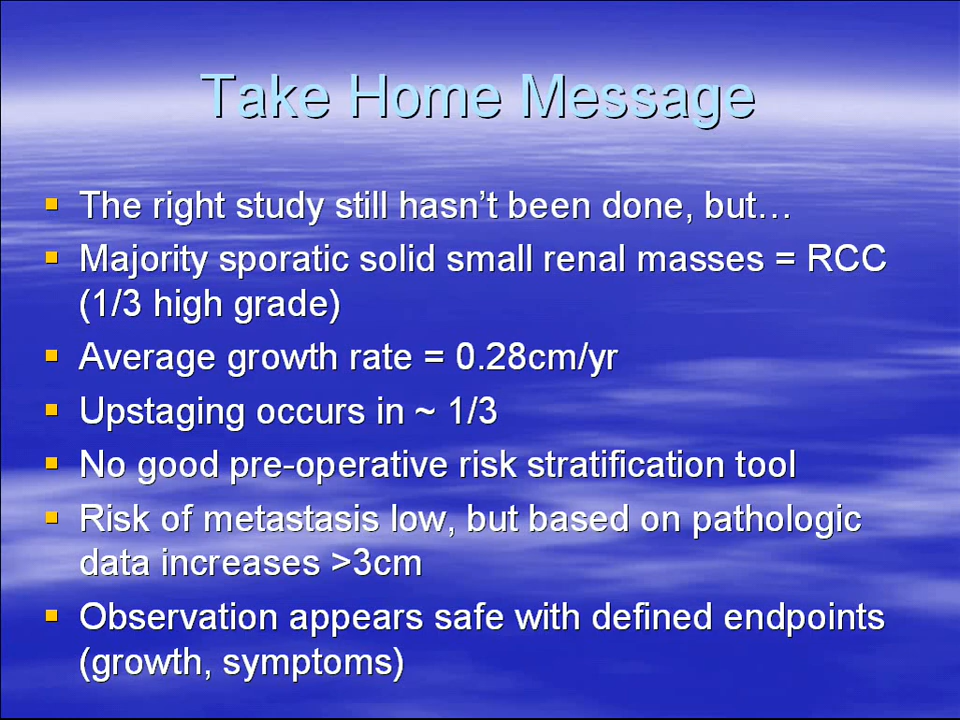 Take Home Message
▪ The right study still hasn't been done, but…
▪ Majority sporatic solid small renal masses = RCC
(1/3 high grade)
▪ Average growth rate = 0.28cm/yr
▪ Upstaging occurs in ~ 1/3
▪ No good pre-operative risk stratification tool
▪ Risk of metastasis low, but based on pathologic
data increases >3cm
▪ Observation appears safe with defined endpoints
(growth, symptoms)